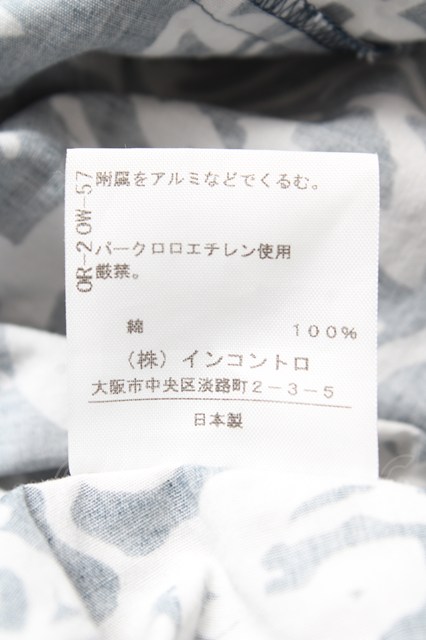 附属をアルミなどでくるむ。
パークロロエチレン使用
厳禁。
綿 100%
(株)インコントロ
大阪市中央区淡路町2-3-5
日本製
OR-20W-57